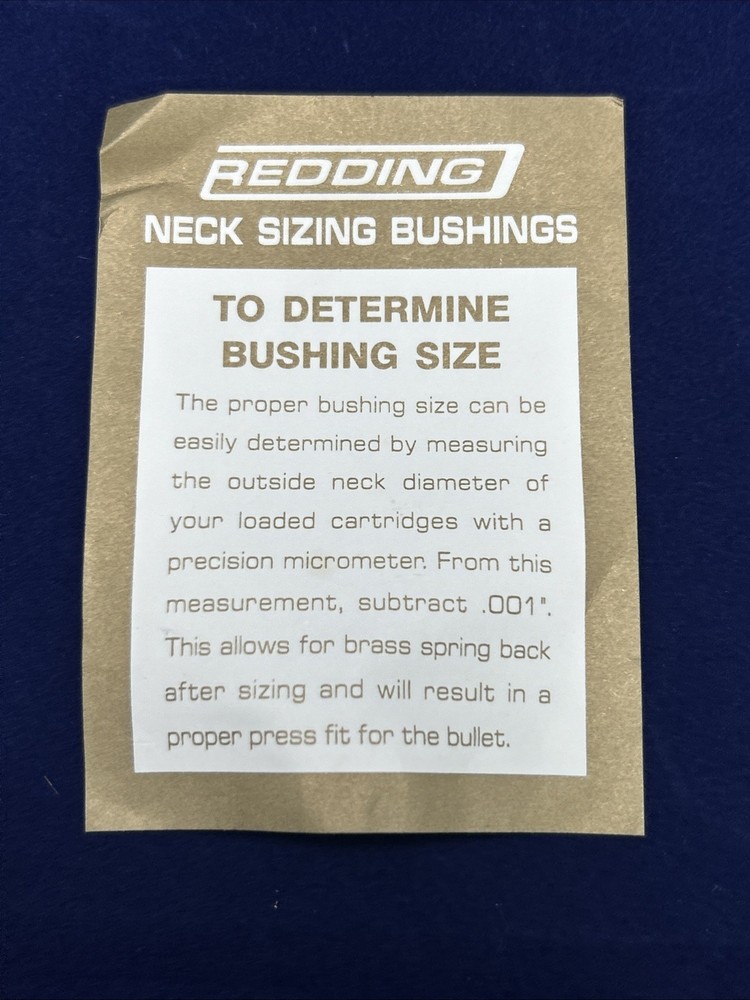 REDDING
NECK SIZING BUSHINGS
TO DETERMINE
BUSHING SIZE
The proper bushing size can be
easily determined by measuring
the outside neck diameter of
your loaded cartridges with a
precision micrometer. From this
measurement, subtract .001".
This allows for brass spring back
after sizing and will result in a
proper press fit for the bullet.